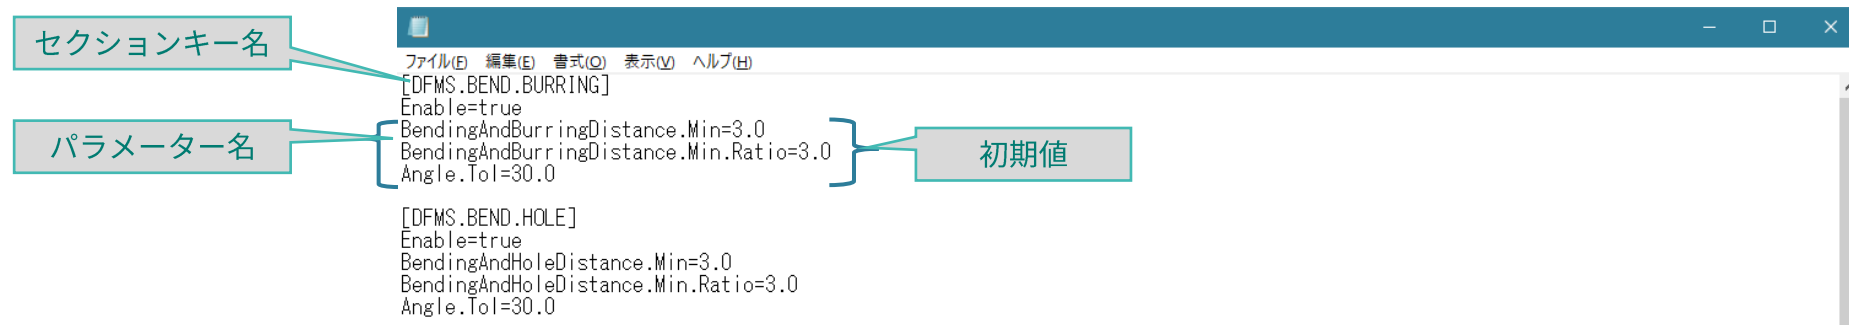 セクションキー名
ファイル(F) 編集(E) 書式(O) 表示(V) ヘルプ(H)
[DFMS.BEND.BURRING]
Enable=true
パラメーター名
BendingAndBurringDistance.Min=3.0
BendingAndBurringDistance.Min.Ratio=3.0
Angle.Tol=30.0
初期値
[DFMS.BEND.HOLE]
Enable=true
BendingAndHoleDistance.Min=3.0
BendingAndHoleDistance.Min.Ratio=3.0
Angle.Tol=30.0